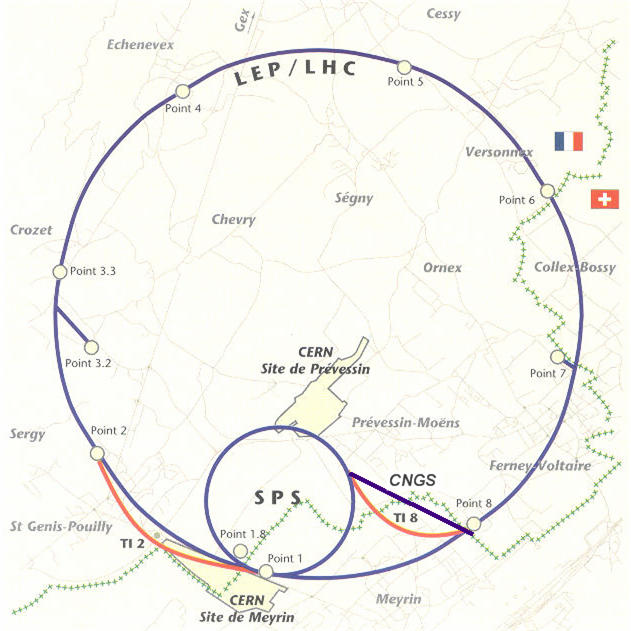 Cessy
Gex
Echenevex
LEP/LHC
Point 5
Point 4
Versonnex
Point 6
Ségny
Chevry
Crozet
Point 3.3
Ornex
Collex-Bossy
CERN
Site de Prévessin
Point 3.2
Point 7
Prévessin-Moëns
Point 2
Sergy
Ferney-Voltaire
CNGS
SPS
Point 8
TI 8
St Genis-Pouilly
TI 2
Point 1.8
Point 1
CERN
Site de Meyrin
Meyrin